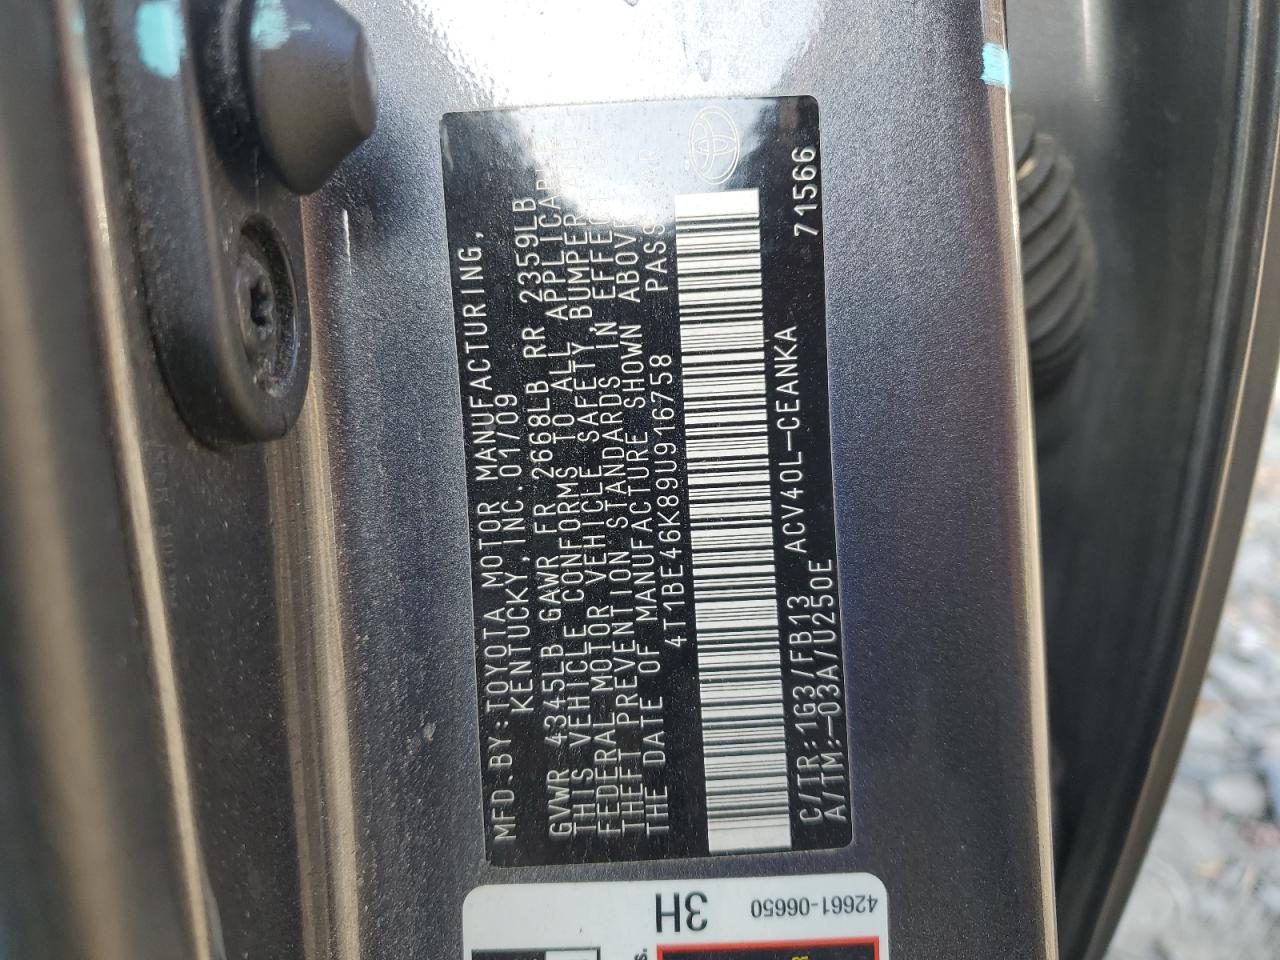 MFD.BY:TOYOTA MOTOR MANUFACTURING,
KENTUCKY,INC. 01/09
GVWR 4345LB GAWR FR 2668LB RR 2359LB
THIS VEHICLE CONFORMS TO ALL APPLICABLE
FEDERAL MOTOR VEHICLE SAFETY,BUMPER,
THEFT PREVENTION STANDARDS IN EFFECT
THE DATE OF MANUFACTURE SHOWN ABOVE
4T1BE46K89U916758 PASS
C/TR:1G3/FB13 ACV40L-CEANKA 71566
A/TM:-03A/U250E
42661-06650
3H